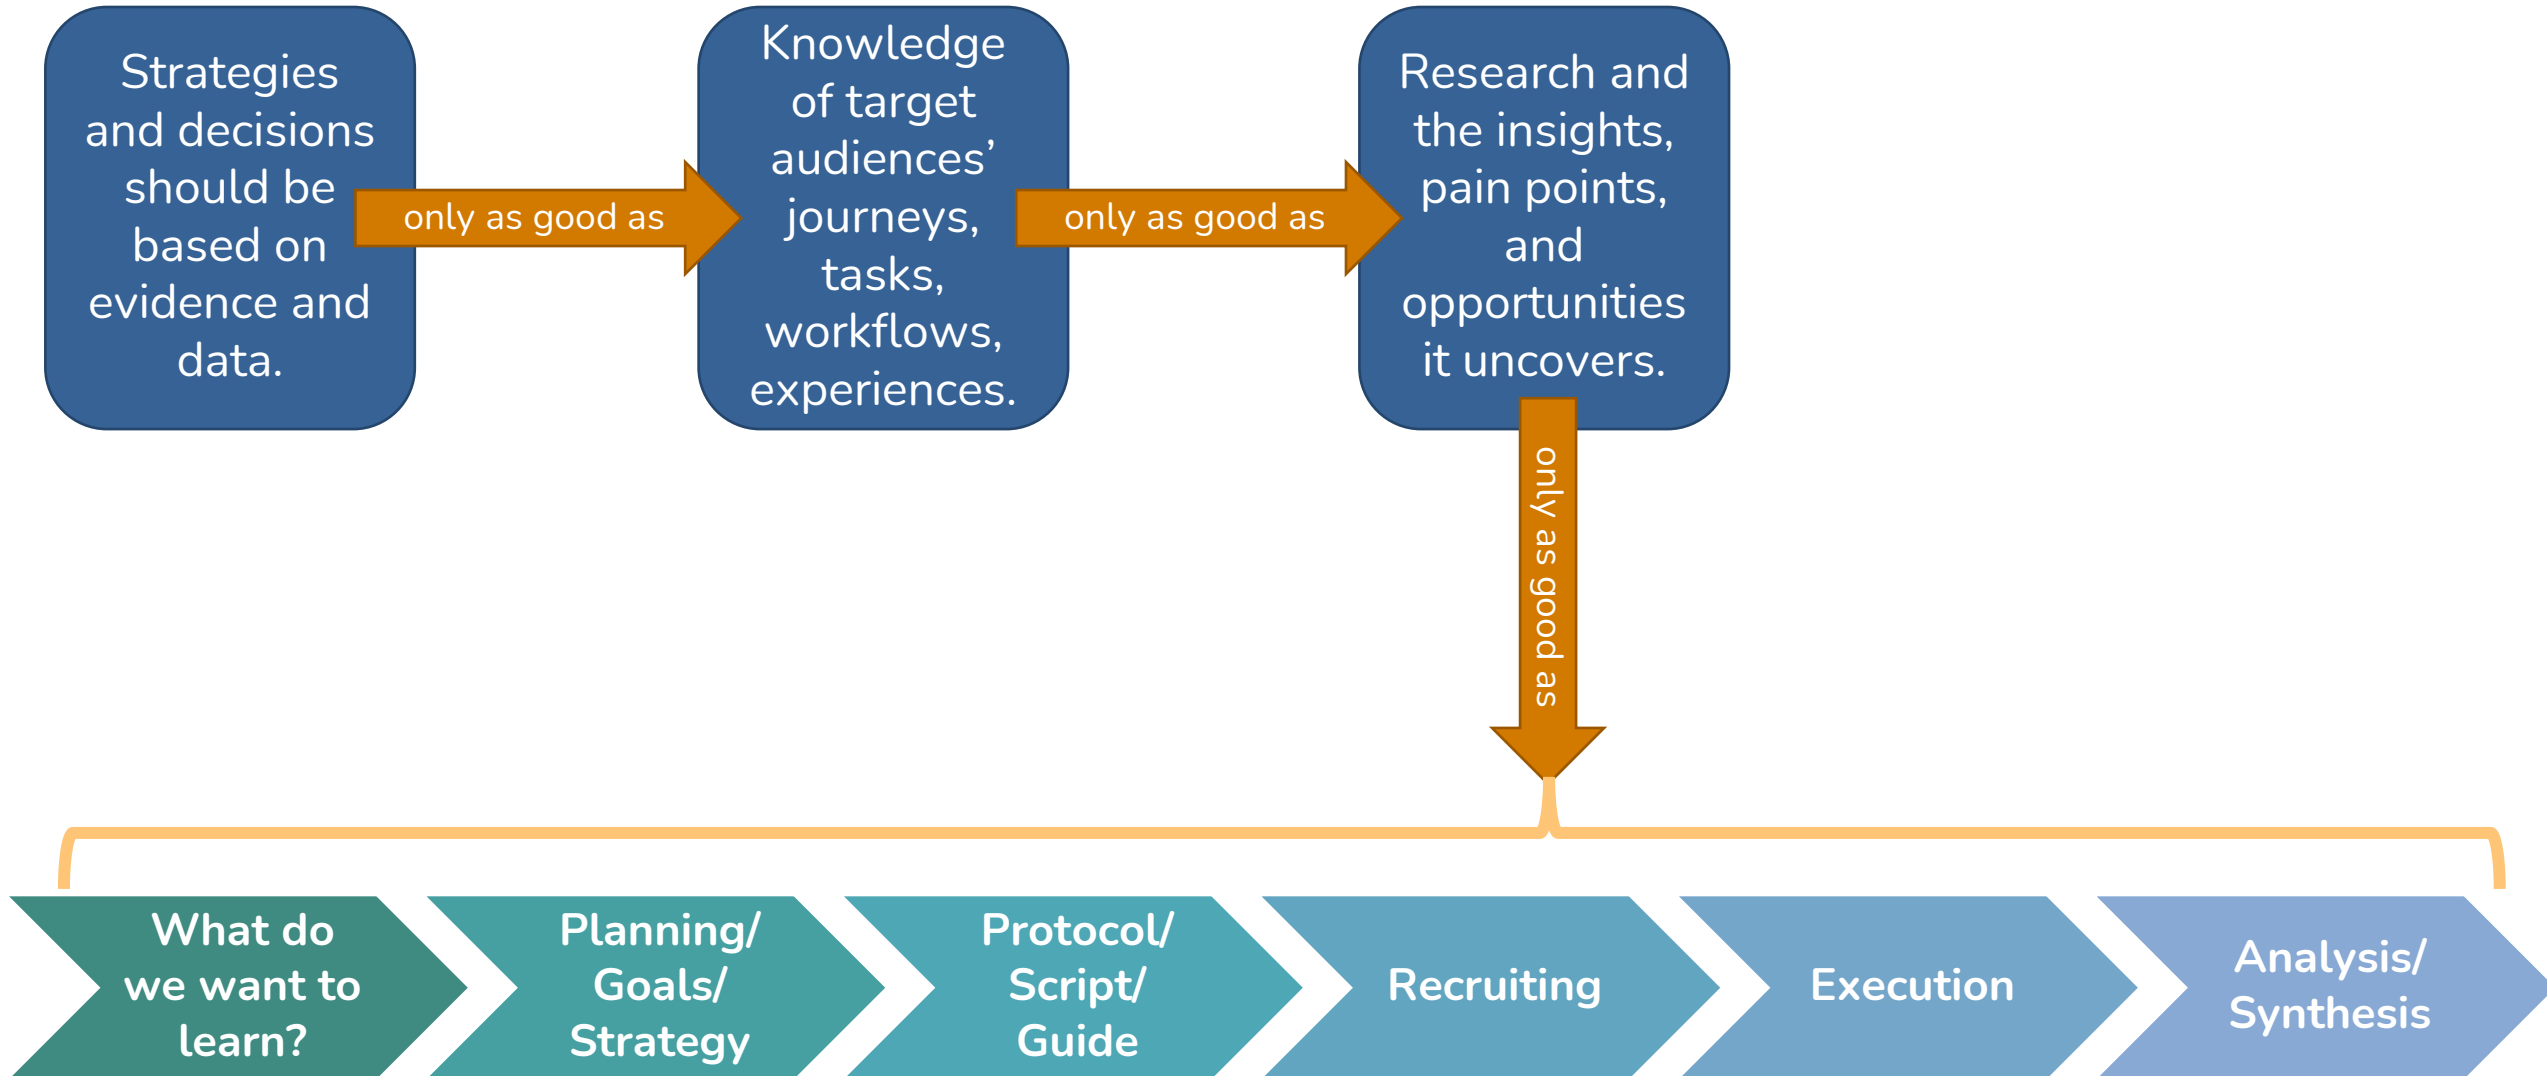 Strategies
and decisions
should be
based on
evidence and
data.
only as good as
Knowledge
of target
audiences’
journeys,
tasks,
workflows,
experiences.
only as good as
Research and
the insights,
pain points,
and
opportunities
it uncovers.
only as good as
What do
we want to
learn?
Planning/
Goals/
Strategy
Protocol/
Script/
Guide
Recruiting
Execution
Analysis/
Synthesis